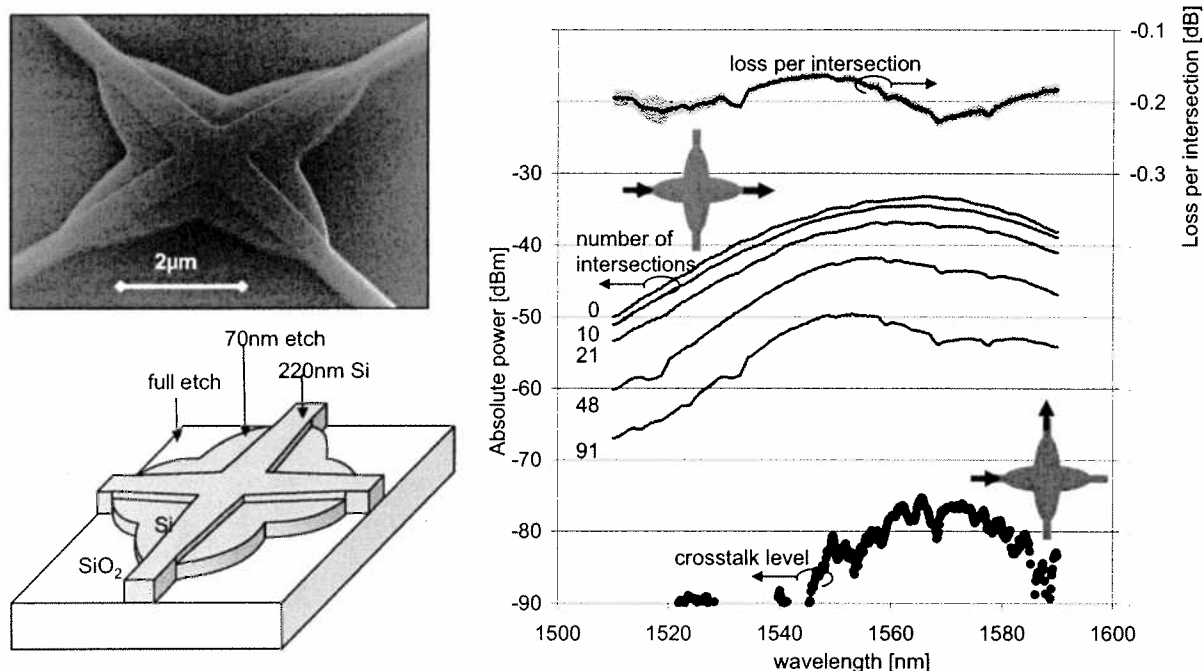 2µm
70nm etch
220nm Si
full etch
Si
SiO2
-0.1
-0.2
-0.3
Loss per intersection [dB]
loss per intersection
-30
-40
-50
-60
-70
-80
-90
Absolute power [dBm]
number of
intersections
0
10
21
48
91
crosstalk level
1500
1520
1540
1560
1580
1600
wavelength [nm]